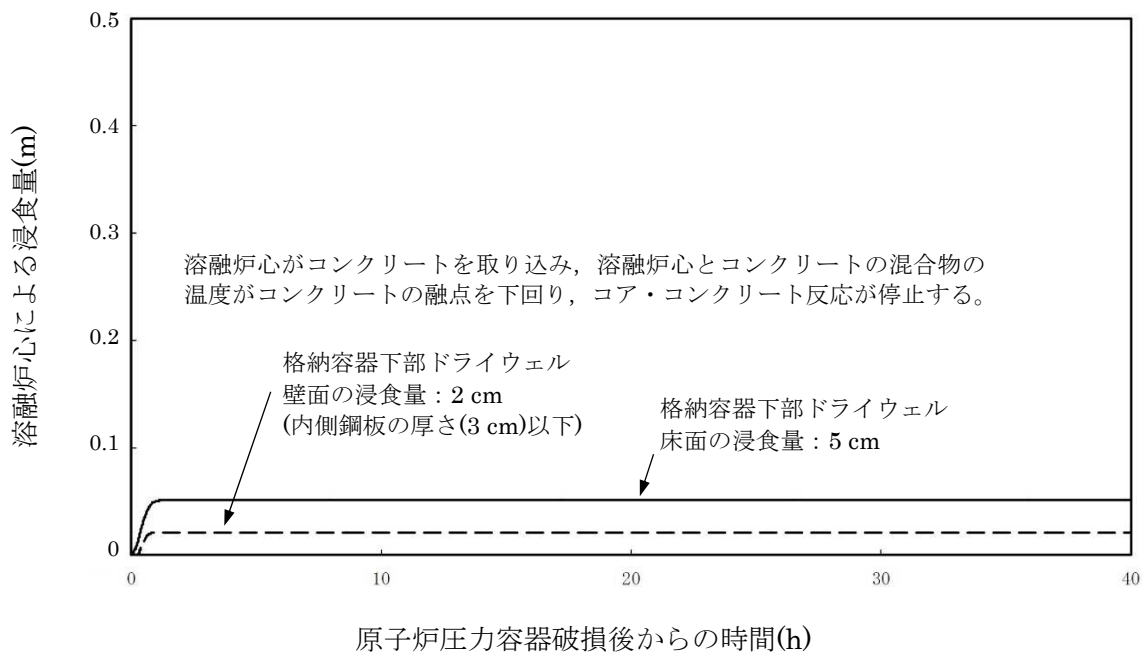 0.5
0.4
0.3
0.2
0.1
0
溶融炉心による浸食量(m)
溶融炉心がコンクリートを取り込み，溶融炉心とコンクリートの混合物の
温度がコンクリートの融点を下回り，コア・コンクリート反応が停止する。
格納容器下部ドライウェル
壁面の浸食量：2 cm
(内側鋼板の厚さ(3 cm)以下)
格納容器下部ドライウェル
床面の浸食量：5 cm
0 10 20 30 40
原子炉圧力容器破損後からの時間(h)